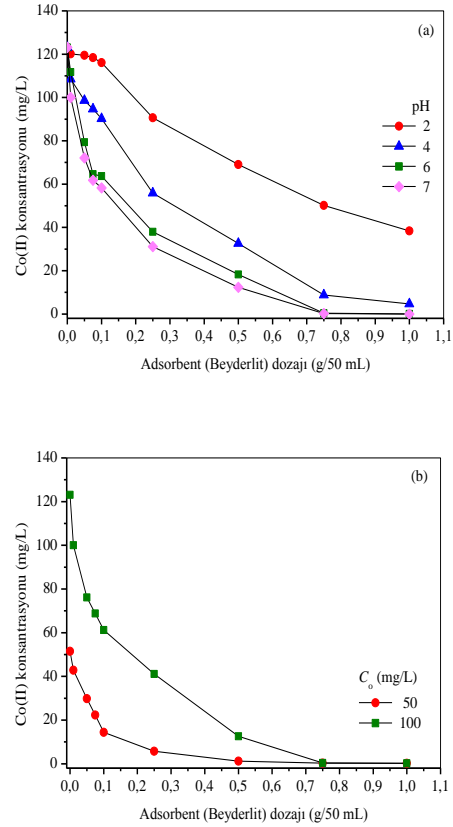 140
(a)
120
100
80
60
40
20
0
Co(II) konsantrasyonu (mg/L)
pH
2
4
6
7
0,0 0,1 0,2 0,3 0,4 0,5 0,6 0,7 0,8 0,9 1,0 1,1
Adsorbent (Beyderlit) dozajı (g/50 mL)
140
(b)
120
100
80
60
40
20
0
Co(II) konsantrasyonu (mg/L)
Co (mg/L)
50
100
0,0 0,1 0,2 0,3 0,4 0,5 0,6 0,7 0,8 0,9 1,0 1,1
Adsorbent (Beyderlit) dozajı (g/50 mL)